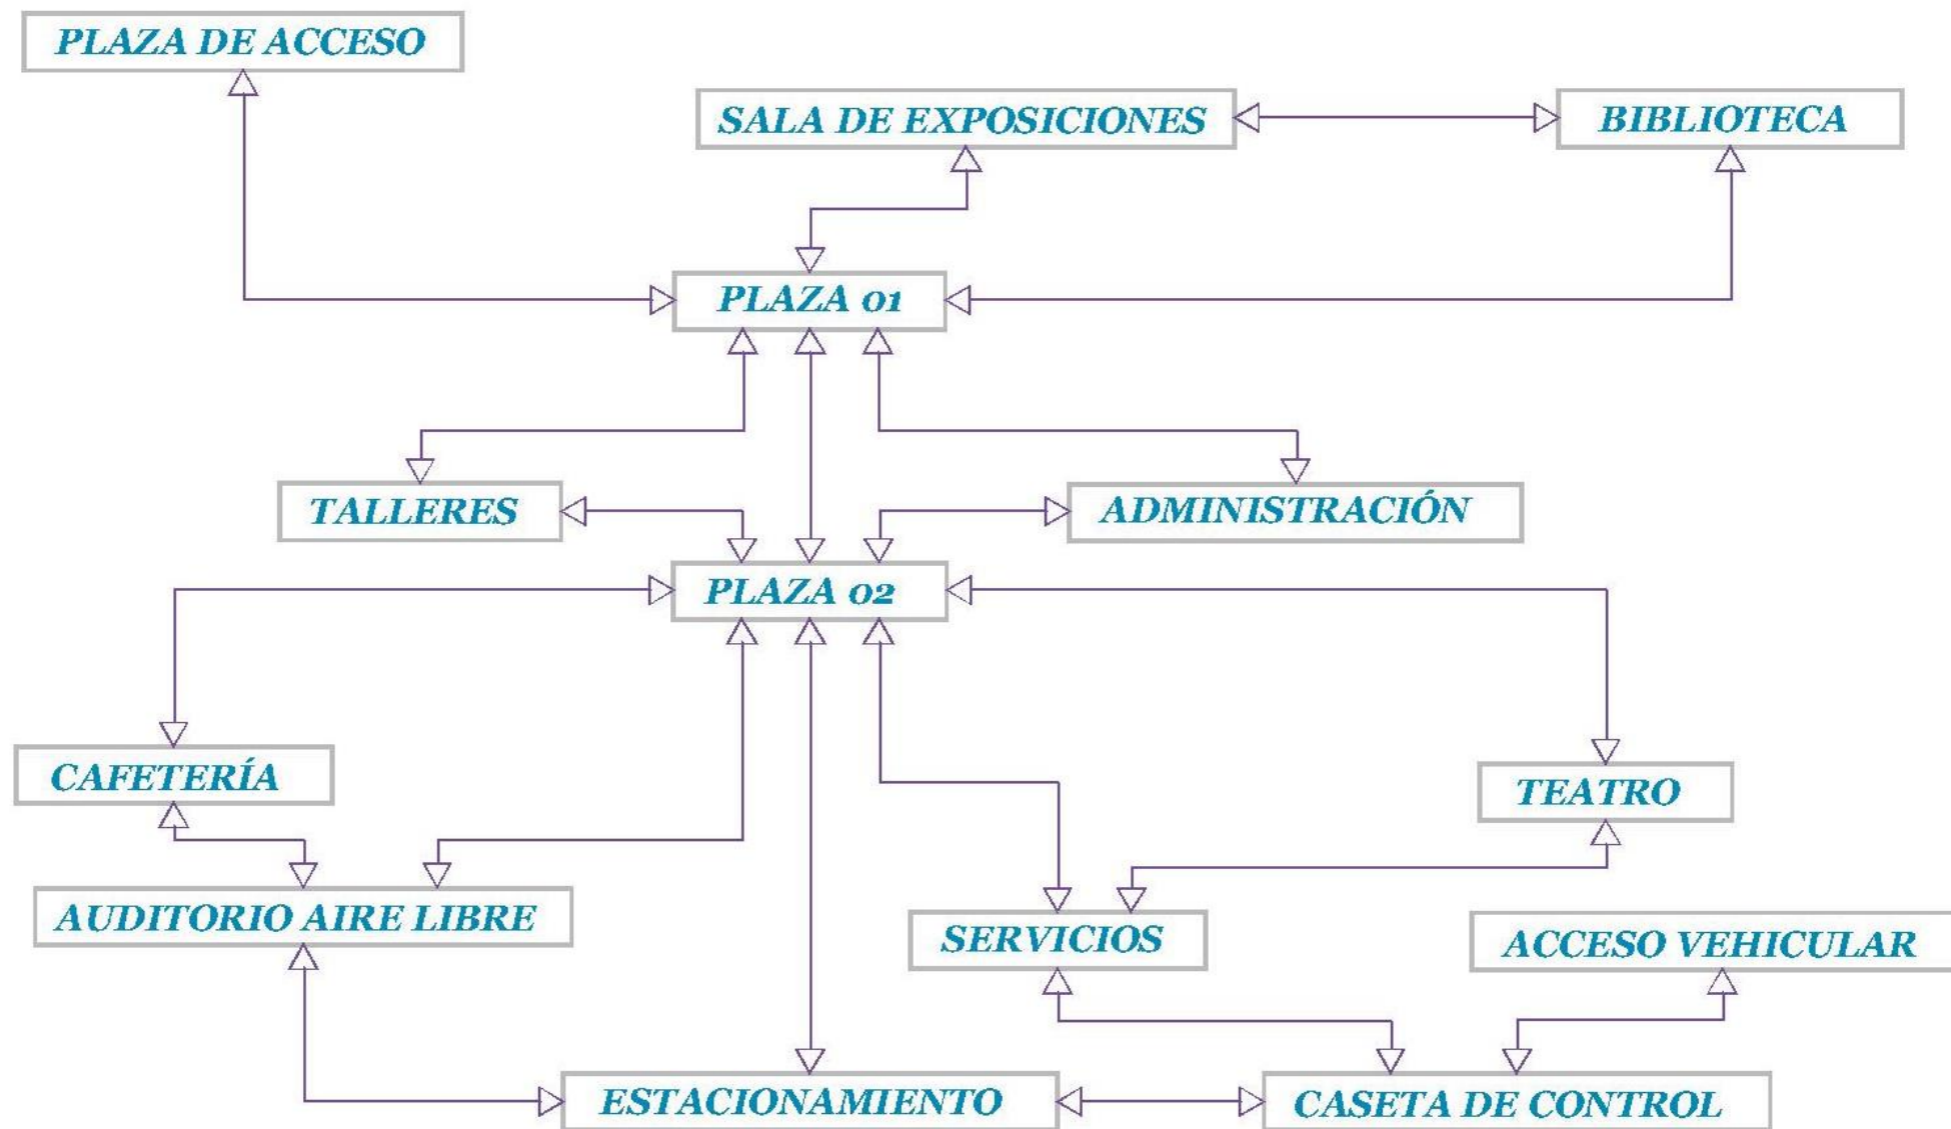 PLAZA DE ACCESO
SALA DE EXPOSICIONES
BIBLIOTECA
PLAZA 01
TALLERES
ADMINISTRACIÓN
PLAZA 02
CAFETERÍA
TEATRO
AUDITORIO AIRE LIBRE
SERVICIOS
ACCESO VEHICULAR
ESTACIONAMIENTO
CASETA DE CONTROL